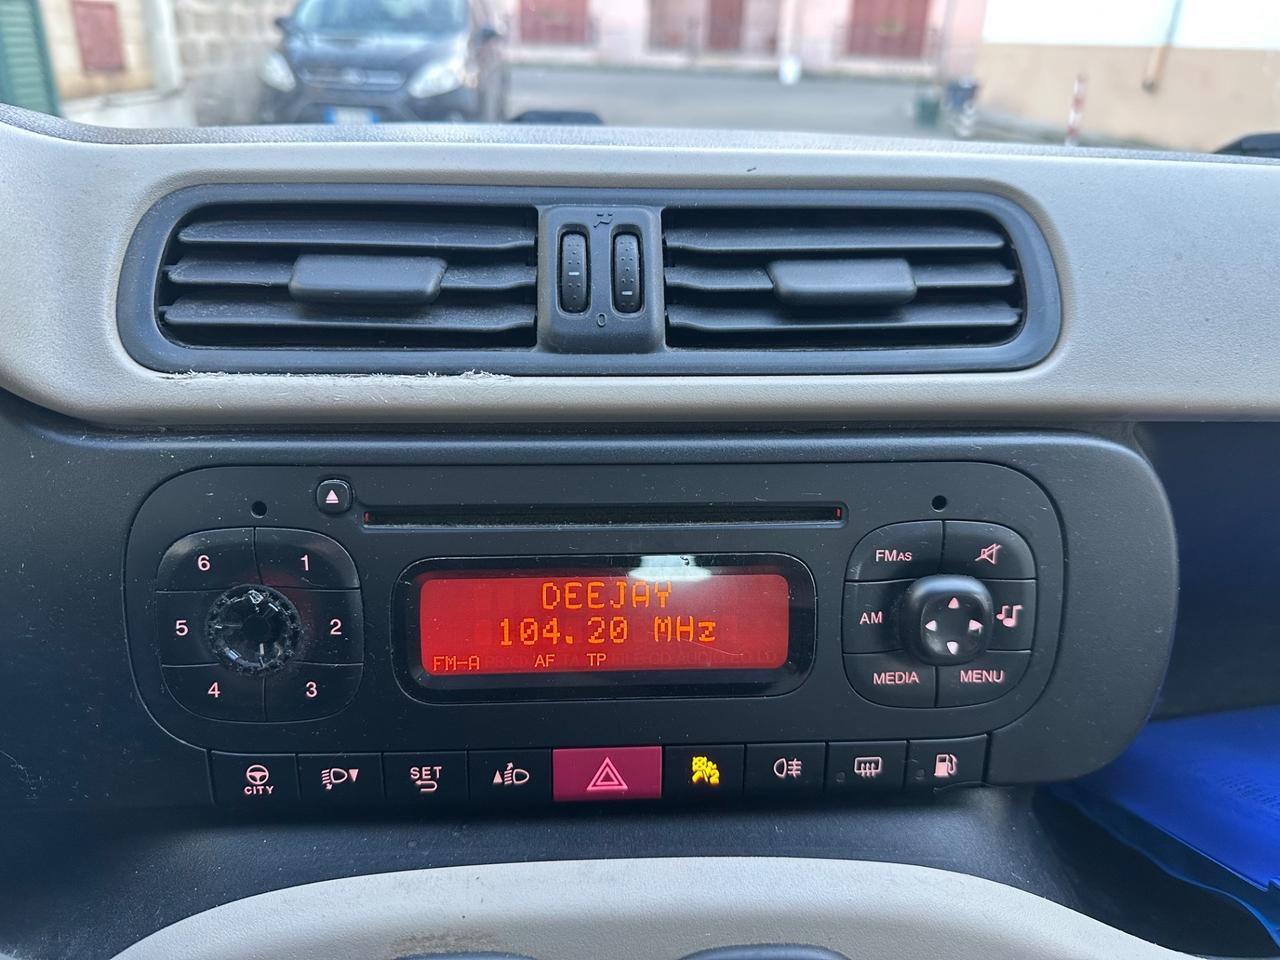 0
6
1
5
2
4
3
DEEJAY
104.20 MHz
FM-A AF TP
FMAS
AM
MEDIA
MENU
CITY
SET